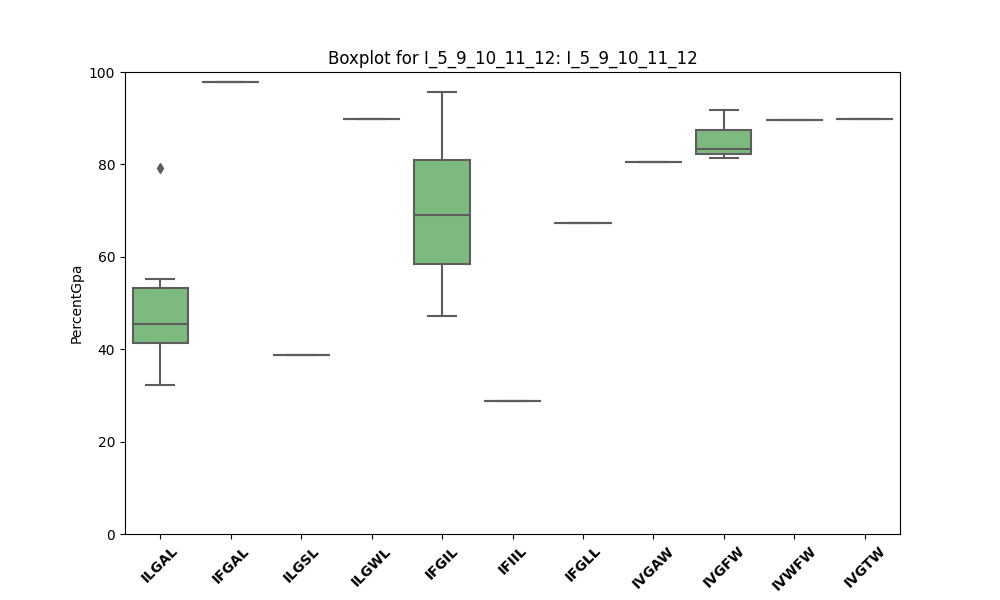 Boxplot for I_5_9_10_11_12: I_5_9_10_11_12
PercentGpa
100
80
60
40
20
0
ILGAL
IFGAL
ILGSL
ILGWL
IFGIL
IFIIL
IFGLL
IVGAW
IVGFW
IVWFW
IVGTW